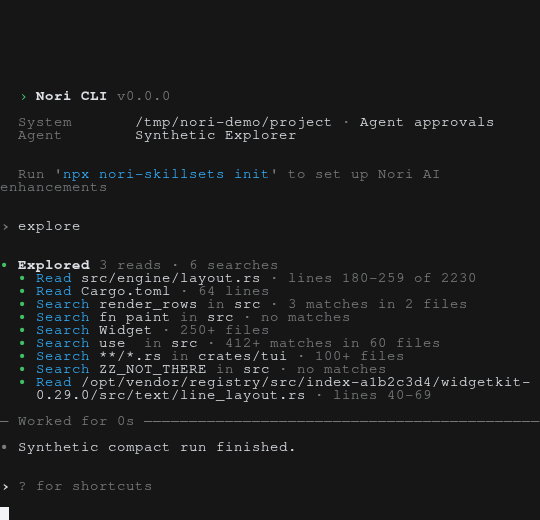 › Nori CLI v0.0.0
System /tmp/nori-demo/project · Agent approvals
Agent Synthetic Explorer
Run 'npx nori-skillsets init' to set up Nori AI
enhancements
› explore
• Explored 3 reads · 6 searches
• Read src/engine/layout.rs · lines 180-259 of 2230
• Read Cargo.toml · 64 lines
• Search render_rows in src · 3 matches in 2 files
• Search fn paint in src · no matches
• Search Widget · 250+ files
• Search use  in src · 412+ matches in 60 files
• Search **/*.rs in crates/tui · 100+ files
• Search ZZ_NOT_THERE in src · no matches
• Read /opt/vendor/registry/src/index-a1b2c3d4/widgetkit-
0.29.0/src/text/line_layout.rs · lines 40-69
─ Worked for 0s ─
• Synthetic compact run finished.
› ? for shortcuts